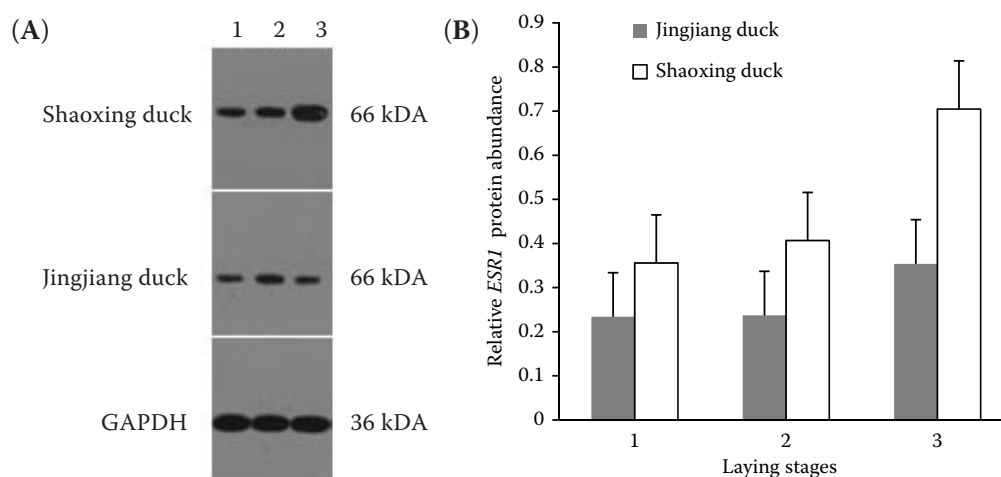 (A)
1 2 3
Shaoxing duck 66 kDA
Jingjiang duck 66 kDA
GAPDH 36 kDA
(B)
Jingjiang duck
Shaoxing duck
Relative ESR1 protein abundance
0.9
0.8
0.7
0.6
0.5
0.4
0.3
0.2
0.1
0
1 2 3
Laying stages